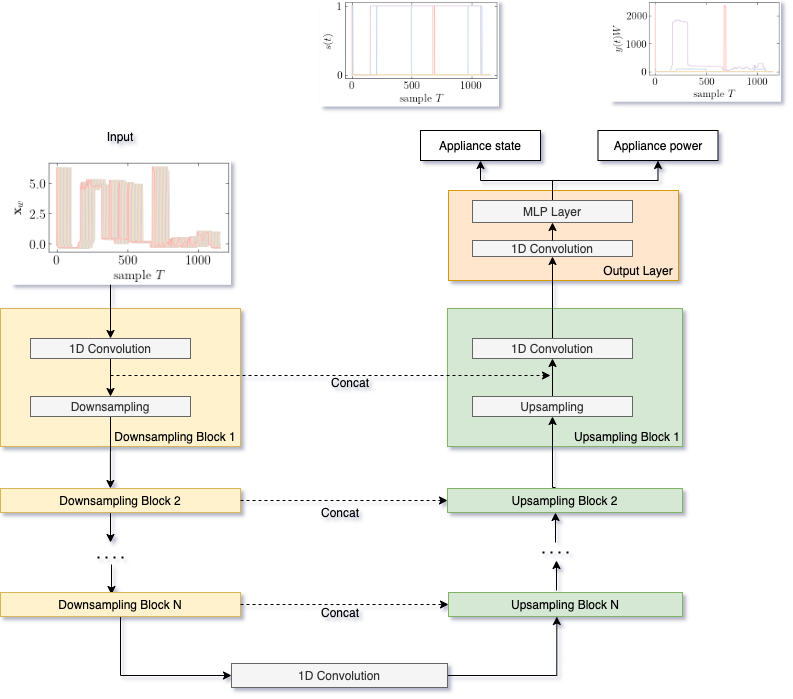 1
0
s(t)
0
500
1000
sample T
2000
1000
0
y(t)W
0
500
1000
sample T
Input
Appliance state
Appliance power
5.0
2.5
0.0
x_w
0
500
1000
sample T
MLP Layer
1D Convolution
Output Layer
1D Convolution
Downsampling
Downsampling Block 1
Concat
1D Convolution
Upsampling
Upsampling Block 1
Downsampling Block 2
Concat
Upsampling Block 2
....
....
Downsampling Block N
Concat
Upsampling Block N
1D Convolution